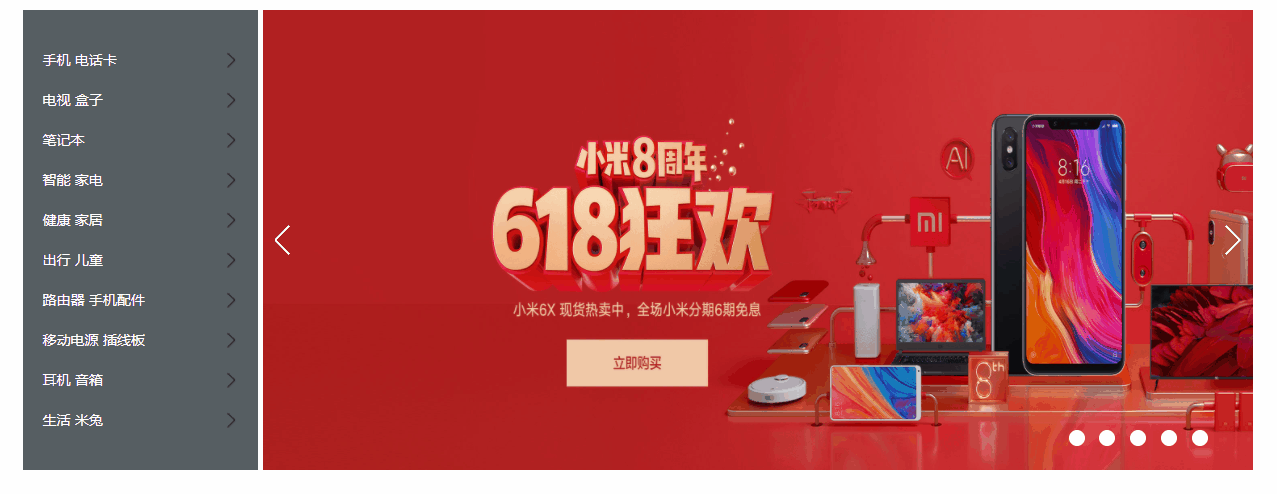 手机 电话卡
电视 盒子
笔记本
智能 家电
健康 家居
出行 儿童
路由器 手机配件
移动电源 插线板
耳机 音箱
生活 米兔
小米8周年
618狂欢
小米6X 现货热卖中，全场小米分期6期免息
立即购买
AI
mi
8:16
8th